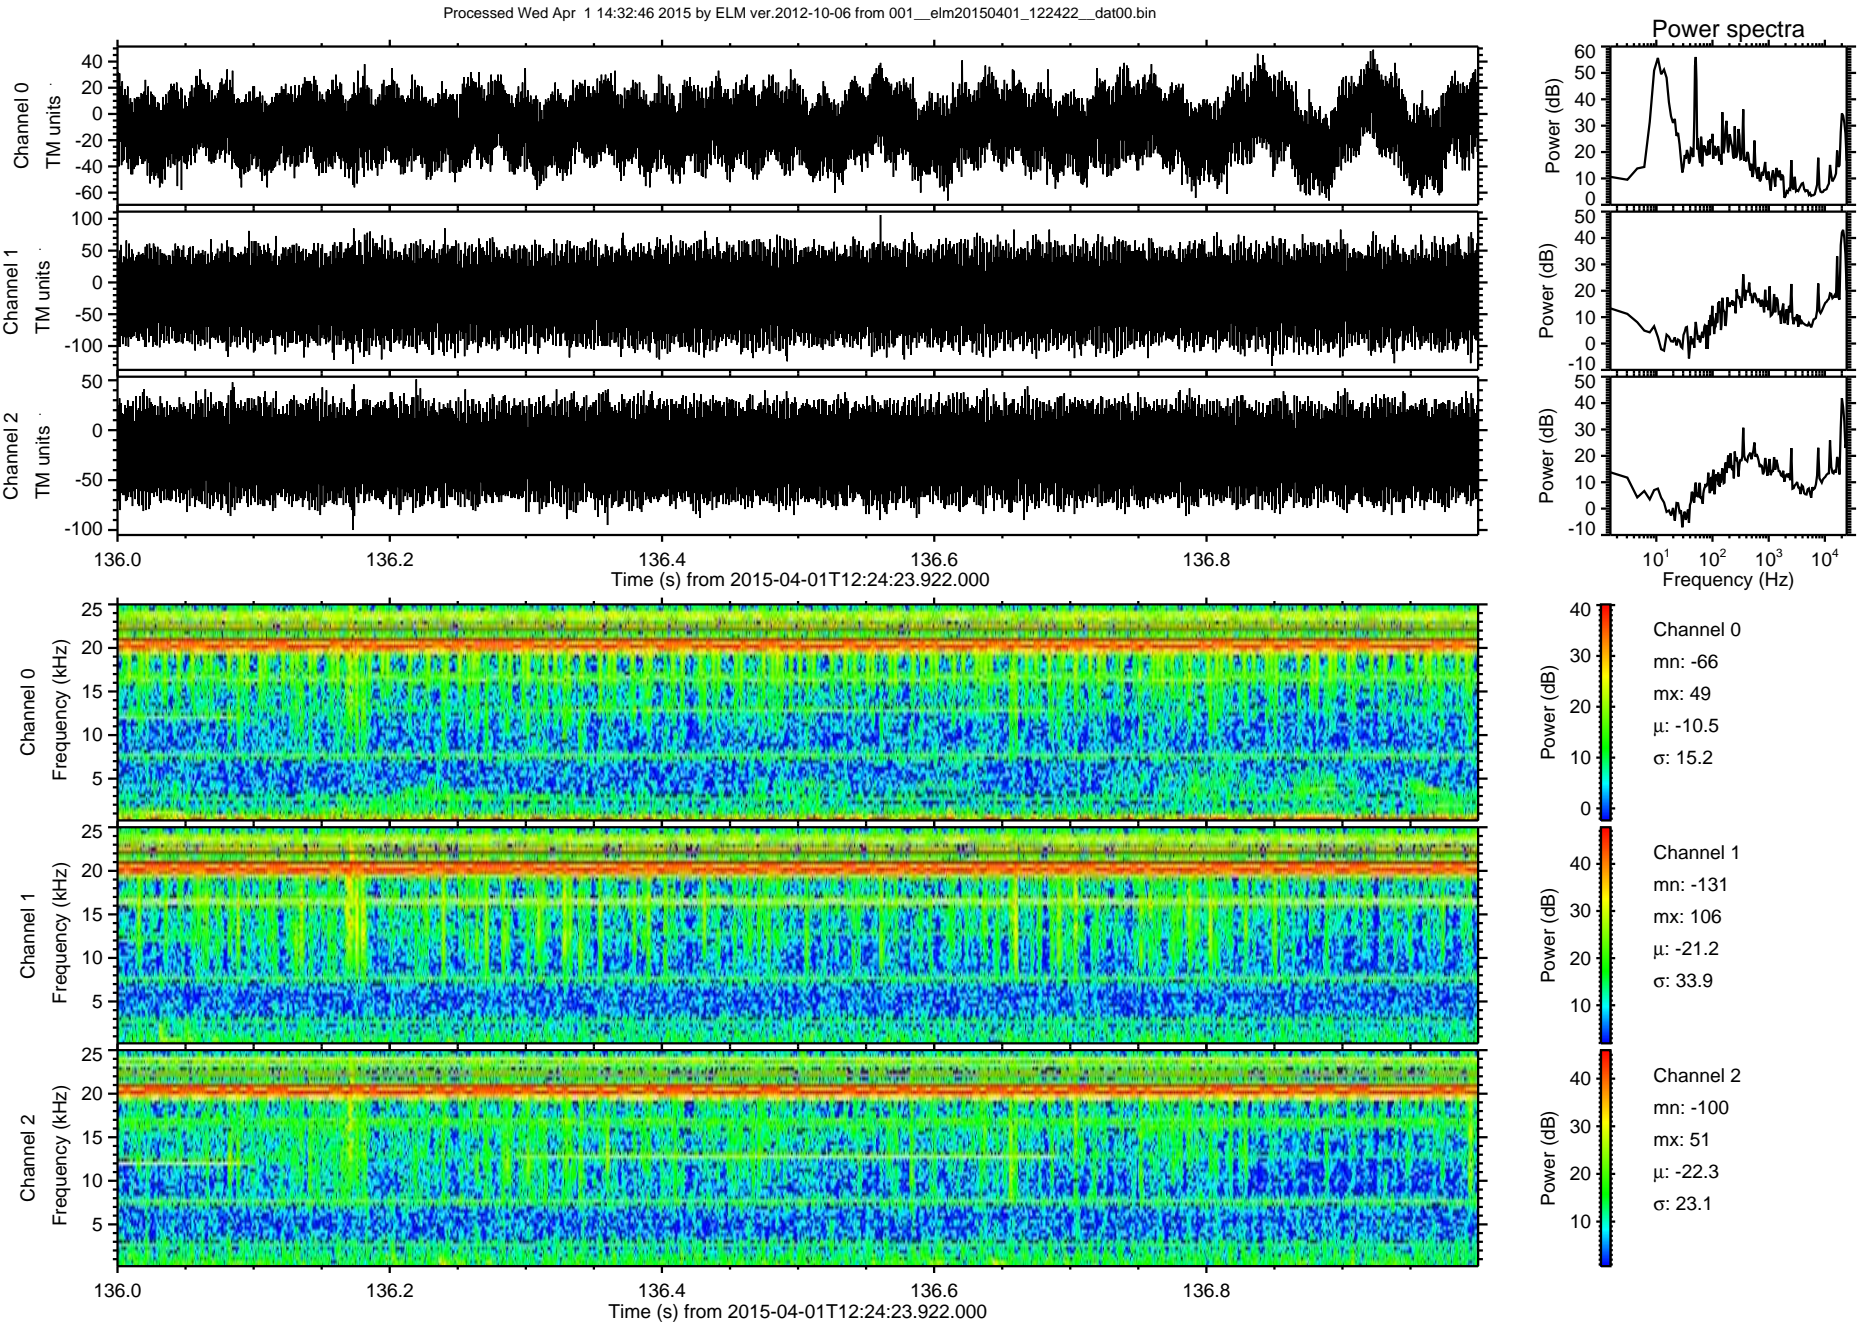 Processed Wed Apr 1 14:32:46 2015 by ELM ver.2012-10-06 from 001__elm20150401_122422__dat00.bin
Power spectra
Channel 0
TM units
40
20
0
-20
-40
-60
Power (dB)
60
50
40
30
20
10
0
Channel 1
TM units
100
50
0
-50
-100
Power (dB)
50
40
30
20
10
0
-10
Channel 2
TM units
50
0
-50
-100
Power (dB)
50
40
30
20
10
0
-10
136.0 136.2 136.4 136.6 136.8
Time (s) from 2015-04-01T12:24:23.922.000
10^1 10^2 10^3 10^4
Frequency (Hz)
Channel 0
Frequency (kHz)
25
20
15
10
5
Power (dB)
40
30
20
10
0
Channel 0
mn: -66
mx: 49
μ: -10.5
σ: 15.2
Channel 1
Frequency (kHz)
25
20
15
10
5
Power (dB)
40
30
20
10
Channel 1
mn: -131
mx: 106
μ: -21.2
σ: 33.9
Channel 2
Frequency (kHz)
25
20
15
10
5
Power (dB)
40
30
20
10
Channel 2
mn: -100
mx: 51
μ: -22.3
σ: 23.1
136.0 136.2 136.4 136.6 136.8
Time (s) from 2015-04-01T12:24:23.922.000